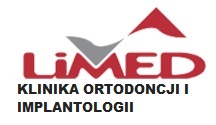 LiMED
KLINIKA ORTODONCJI I
IMPLANTOLOGII